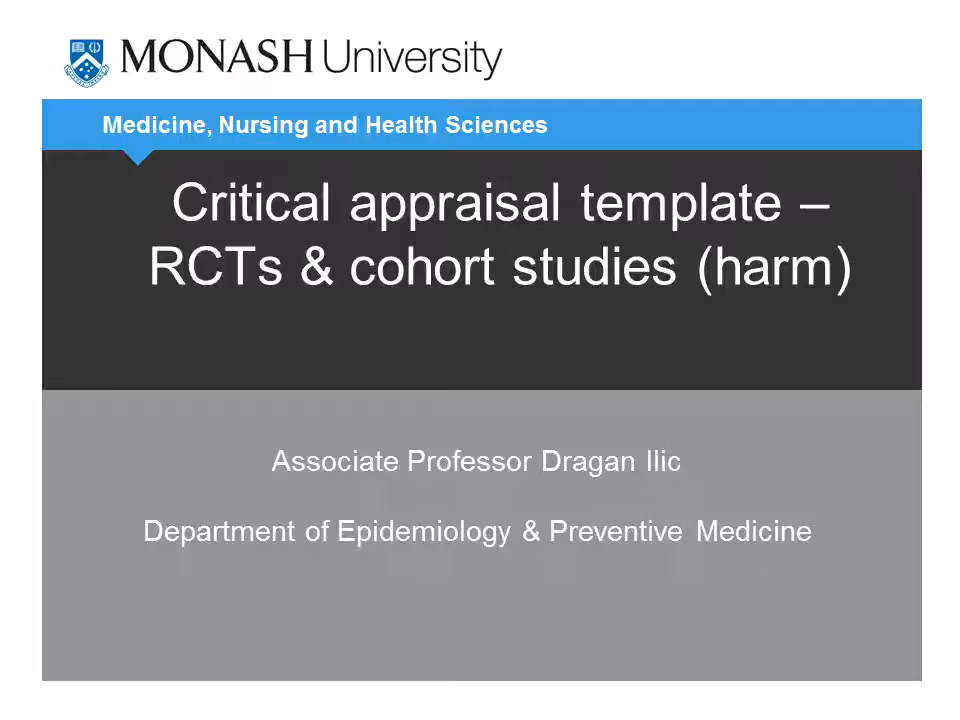 MONASH University
Medicine, Nursing and Health Sciences
Critical appraisal template –
RCTs & cohort studies (harm)
Associate Professor Dragan Ilic
Department of Epidemiology & Preventive Medicine